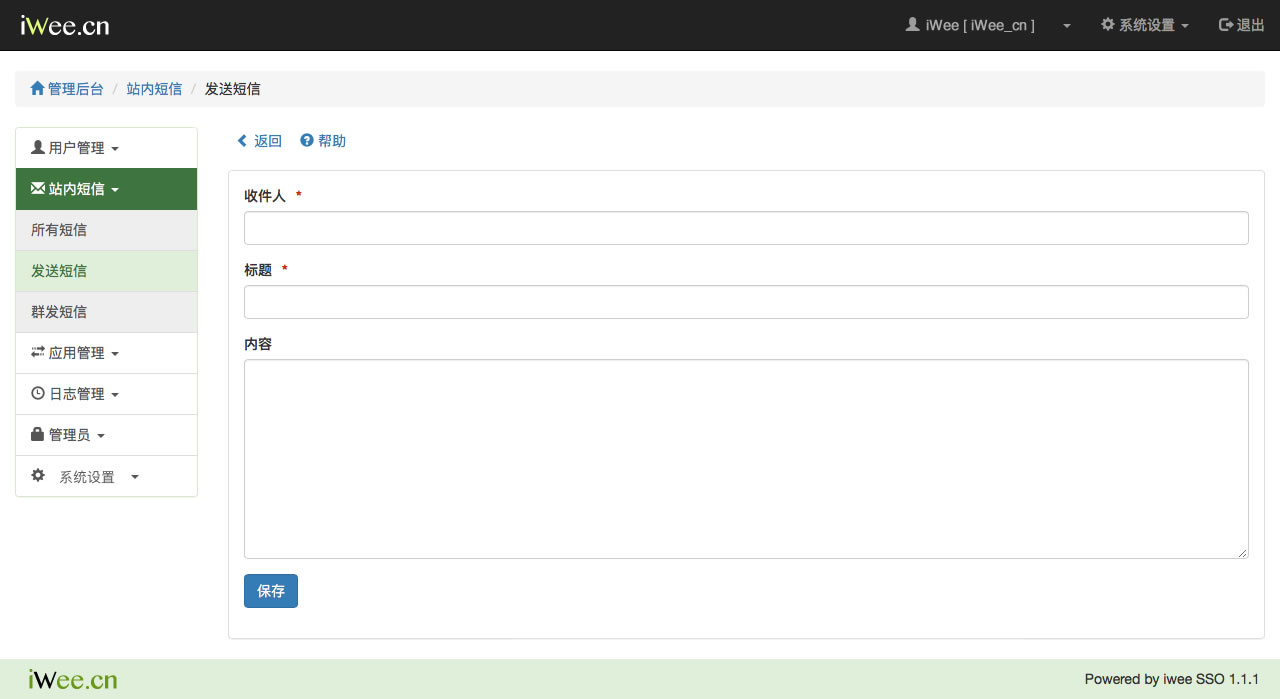 iWee.cn
iWee [ iWee_cn ]
系统设置
退出
管理后台 / 站内短信 / 发送短信
用户管理
站内短信
所有短信
发送短信
群发短信
应用管理
日志管理
管理员
系统设置
返回
帮助
收件人 *
标题 *
内容
保存
iWee.cn
Powered by iwee SSO 1.1.1